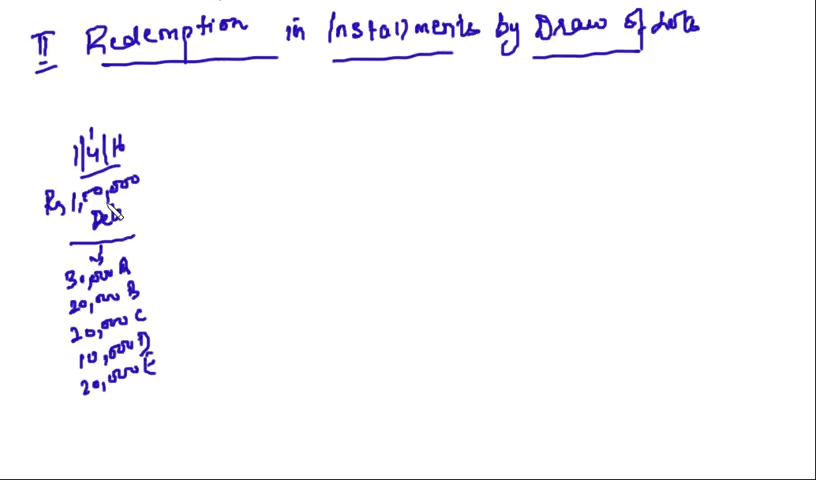 II Redemption in Instalments by Draw of Lots
1/4/16
Rs 1,00,000
Deb
30,000 A
20,000 B
20,000 C
10,000 D
20,000 E